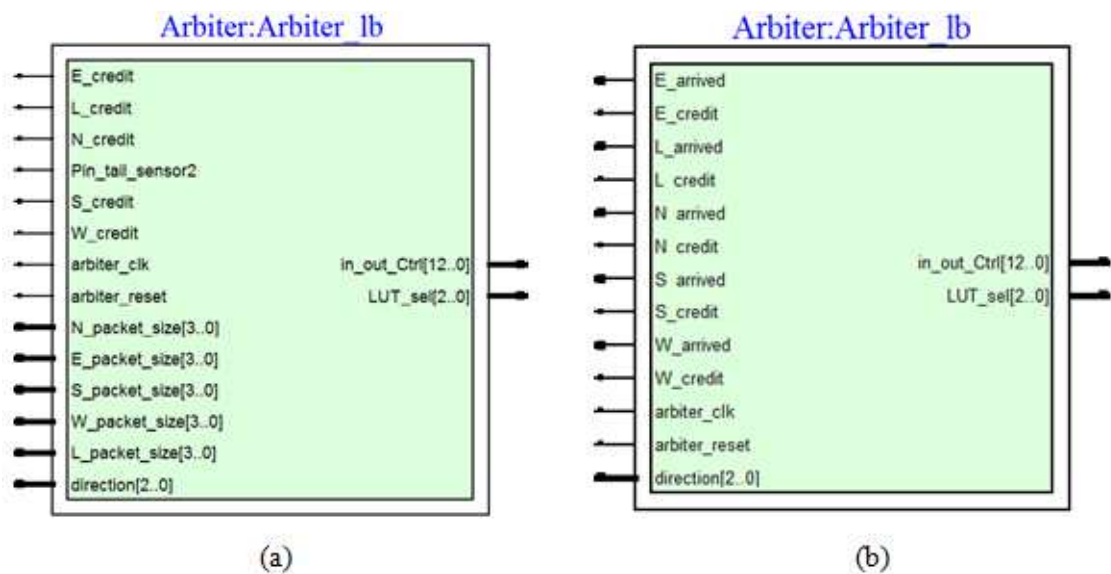 Arbiter:Arbiter_lb
E_credit
L_credit
N_credit
Pin_tail_sensor2
S_credit
W_credit
arbiter_clk
arbiter_reset
N_packet_size[3..0]
E_packet_size[3..0]
S_packet_size[3..0]
W_packet_size[3..0]
L_packet_size[3..0]
direction[2..0]
in_out_Ctrl[12..0]
LUT_sel[2..0]
(a)
Arbiter:Arbiter_lb
E_arrived
E_credit
L_arrived
L_credit
N_arrived
N_credit
S_arrived
S_credit
W_arrived
W_credit
arbiter_clk
arbiter_reset
direction[2..0]
in_out_Ctrl[12..0]
LUT_sel[2..0]
(b)